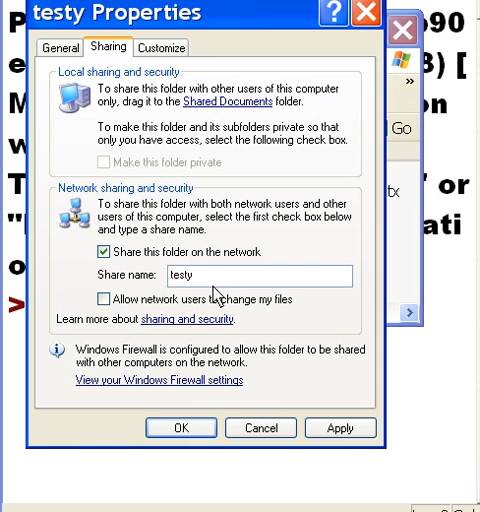 testy Properties
General
Sharing
Customize
Local sharing and security
To share this folder with other users of this computer
only, drag it to the Shared Documents folder.
To make this folder and its subfolders private so that
only you have access, select the following check box.
Make this folder private
Network sharing and security
To share this folder with both network users and other
users of this computer, select the first check box below
and type a share name.
Share this folder on the network
Share name: testy
Allow network users to change my files
Learn more about sharing and security.
Windows Firewall is configured to allow this folder to be shared
with other computers on the network.
View your Windows Firewall settings
OK
Cancel
Apply
Go